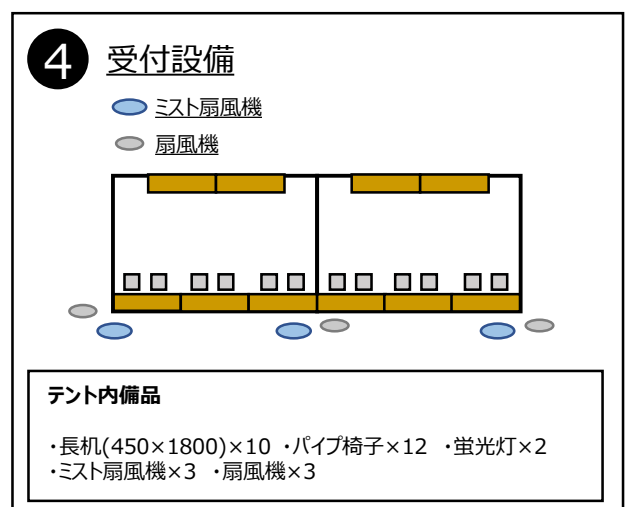 4 受付設備
ミスト扇風機
扇風機
テント内備品
・長机(450×1800)×10 ・パイプ椅子×12 ・蛍光灯×2
・ミスト扇風機×3 ・扇風機×3